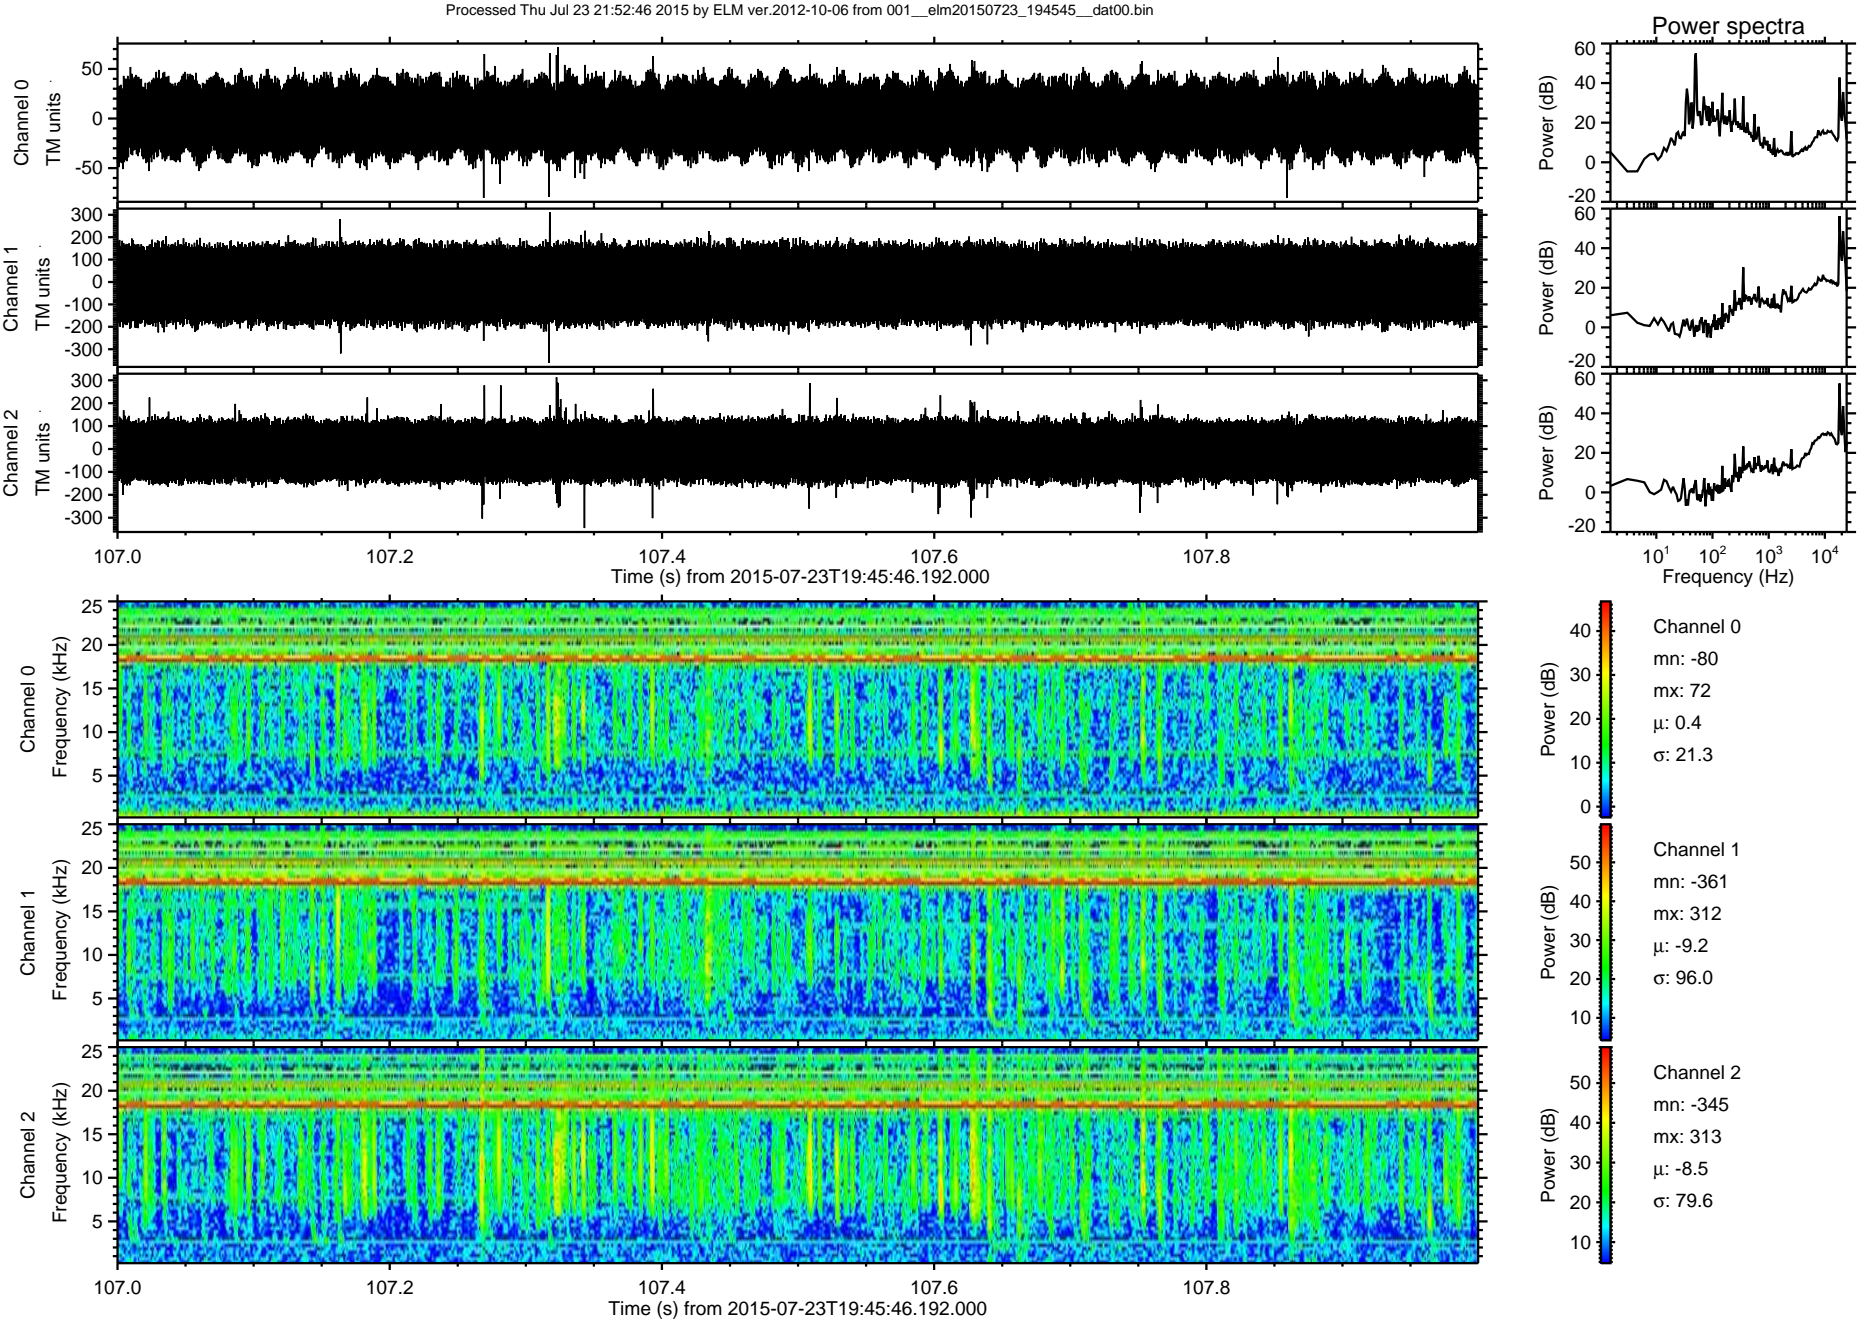 Processed Thu Jul 23 21:52:46 2015 by ELM ver.2012-10-06 from 001__elm20150723_194545__dat00.bin
Power spectra
Channel 0
TM units
50
0
-50
Power (dB)
60
40
20
0
-20
Channel 1
TM units
300
200
100
0
-100
-200
-300
Power (dB)
60
40
20
0
-20
Channel 2
TM units
300
200
100
0
-100
-200
-300
Power (dB)
60
40
20
0
-20
107.0 107.2 107.4 107.6 107.8
Time (s) from 2015-07-23T19:45:46.192.000
10¹ 10² 10³ 10⁴
Frequency (Hz)
Channel 0
Frequency (kHz)
25
20
15
10
5
Power (dB)
40
30
20
10
0
Channel 0
mn: -80
mx: 72
μ: 0.4
σ: 21.3
Channel 1
Frequency (kHz)
25
20
15
10
5
Power (dB)
50
40
30
20
10
Channel 1
mn: -361
mx: 312
μ: -9.2
σ: 96.0
Channel 2
Frequency (kHz)
25
20
15
10
5
Power (dB)
50
40
30
20
10
Channel 2
mn: -345
mx: 313
μ: -8.5
σ: 79.6
107.0 107.2 107.4 107.6 107.8
Time (s) from 2015-07-23T19:45:46.192.000